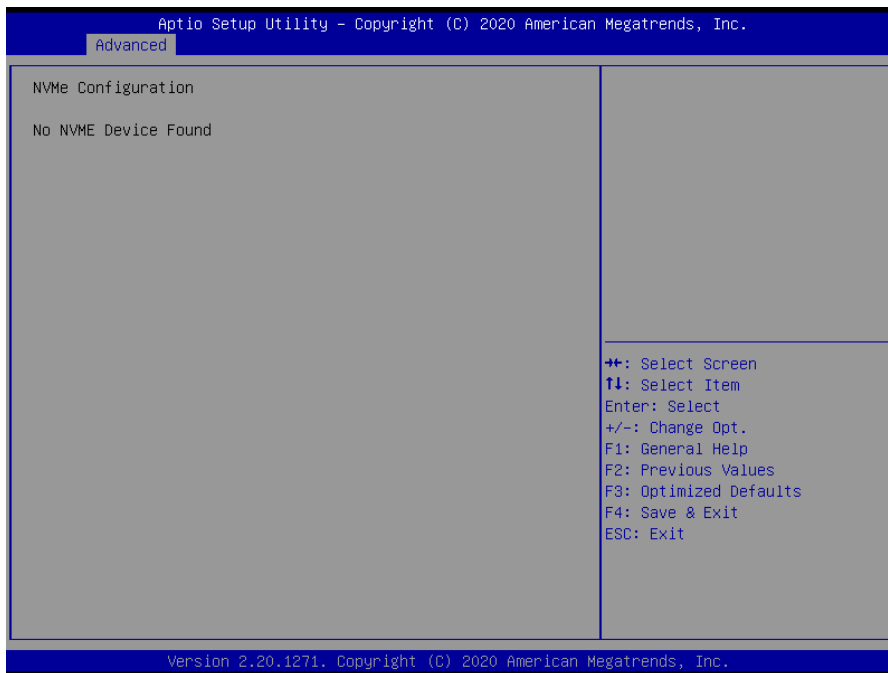 Aptio Setup Utility – Copyright (C) 2020 American Megatrends, Inc.
Advanced
NVMe Configuration
No NVME Device Found
→←: Select Screen
↑↓: Select Item
Enter: Select
+/-: Change Opt.
F1: General Help
F2: Previous Values
F3: Optimized Defaults
F4: Save & Exit
ESC: Exit
Version 2.20.1271. Copyright (C) 2020 American Megatrends, Inc.